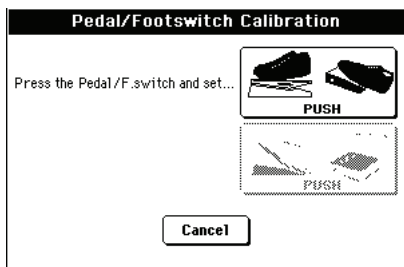 Pedal/Footswitch Calibration
Press the Pedal/F.switch and set...
PUSH
PUSH
Cancel